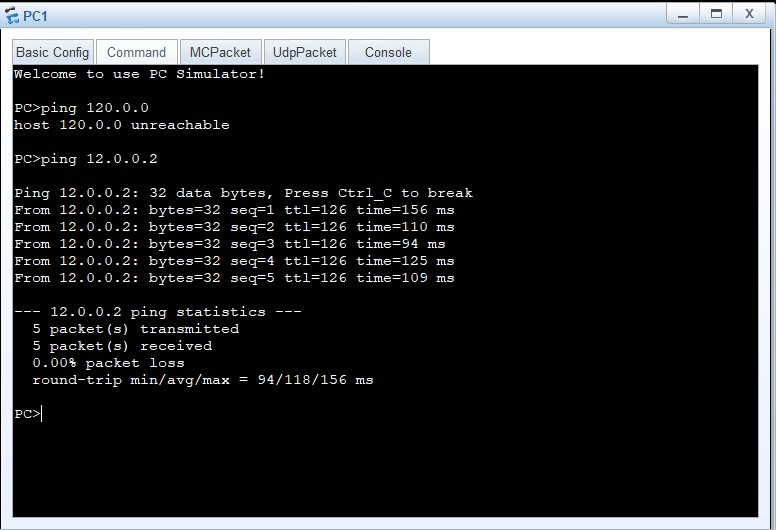 PC1
X
Basic Config Command MCPacket UdpPacket Console
Welcome to use PC Simulator!
PC>ping 120.0.0
host 120.0.0 unreachable
PC>ping 12.0.0.2
Ping 12.0.0.2: 32 data bytes, Press Ctrl_C to break
From 12.0.0.2: bytes=32 seq=1 ttl=126 time=156 ms
From 12.0.0.2: bytes=32 seq=2 ttl=126 time=110 ms
From 12.0.0.2: bytes=32 seq=3 ttl=126 time=94 ms
From 12.0.0.2: bytes=32 seq=4 ttl=126 time=125 ms
From 12.0.0.2: bytes=32 seq=5 ttl=126 time=109 ms
--- 12.0.0.2 ping statistics ---
5 packet(s) transmitted
5 packet(s) received
0.00% packet loss
round-trip min/avg/max = 94/118/156 ms
PC>